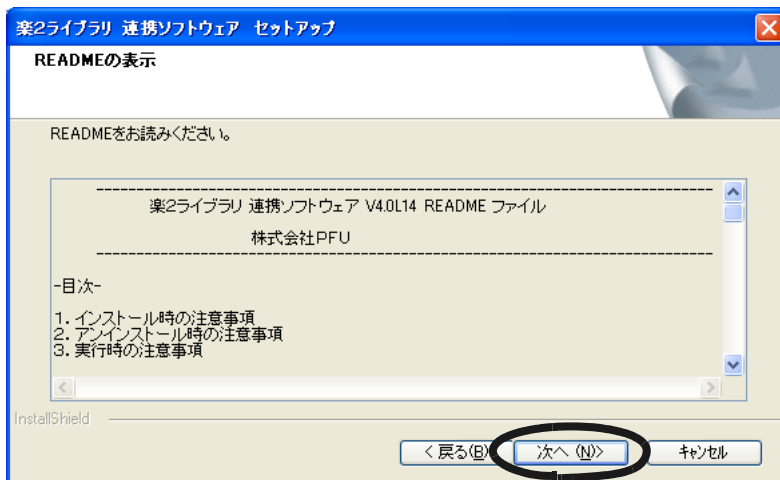 楽2ライブラリ 連携ソフトウェア セットアップ
READMEの表示
READMEをお読みください。
------------------------------------------------------------------------
楽2ライブラリ 連携ソフトウェア V4.0L14 README ファイル
株式会社PFU
------------------------------------------------------------------------
-目次-
1. インストール時の注意事項
2. アンインストール時の注意事項
3. 実行時の注意事項
InstallShield
< 戻る(B) 次へ (N)> キャンセル